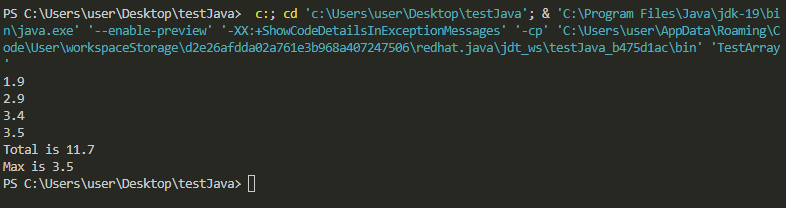 PS C:\Users\user\Desktop\testJava>  c:; cd 'c:\Users\user\Desktop\testJava'; & 'C:\Program Files\Java\jdk-19\bi
n\java.exe' '--enable-preview' '-XX:+ShowCodeDetailsInExceptionMessages' '-cp' 'C:\Users\user\AppData\Roaming\C
ode\User\workspaceStorage\d2e26afdda02a761e3b968a407247506\redhat.java\jdt_ws\testJava_b475d1ac\bin' 'TestArray
'
1.9
2.9
3.4
3.5
Total is 11.7
Max is 3.5
PS C:\Users\user\Desktop\testJava>